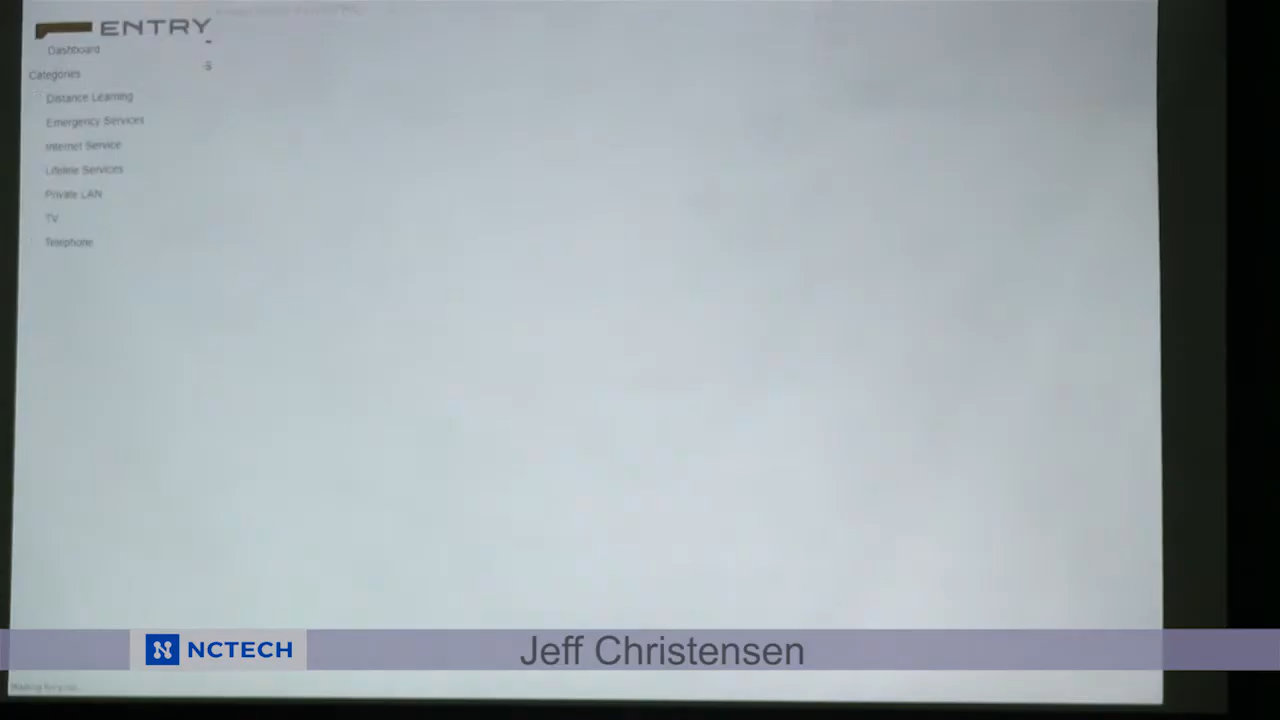 ENTRY
Dashboard
Categories
Distance Learning
Emergency Services
Internet Service
Lifeline Services
Private LAN
TV
Telephone
NCTECH
Jeff Christensen